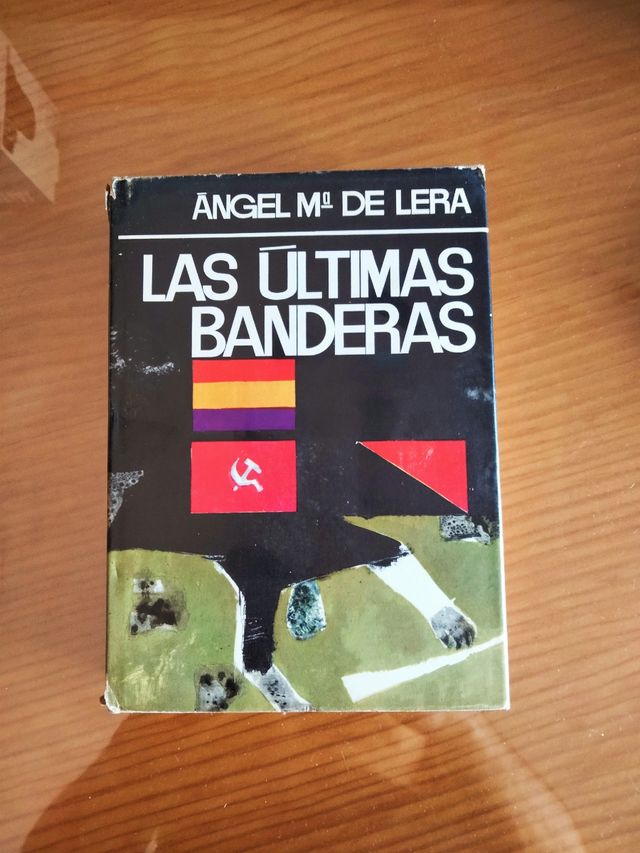 ÁNGEL Mª DE LERA
LAS ÚLTIMAS
BANDERAS